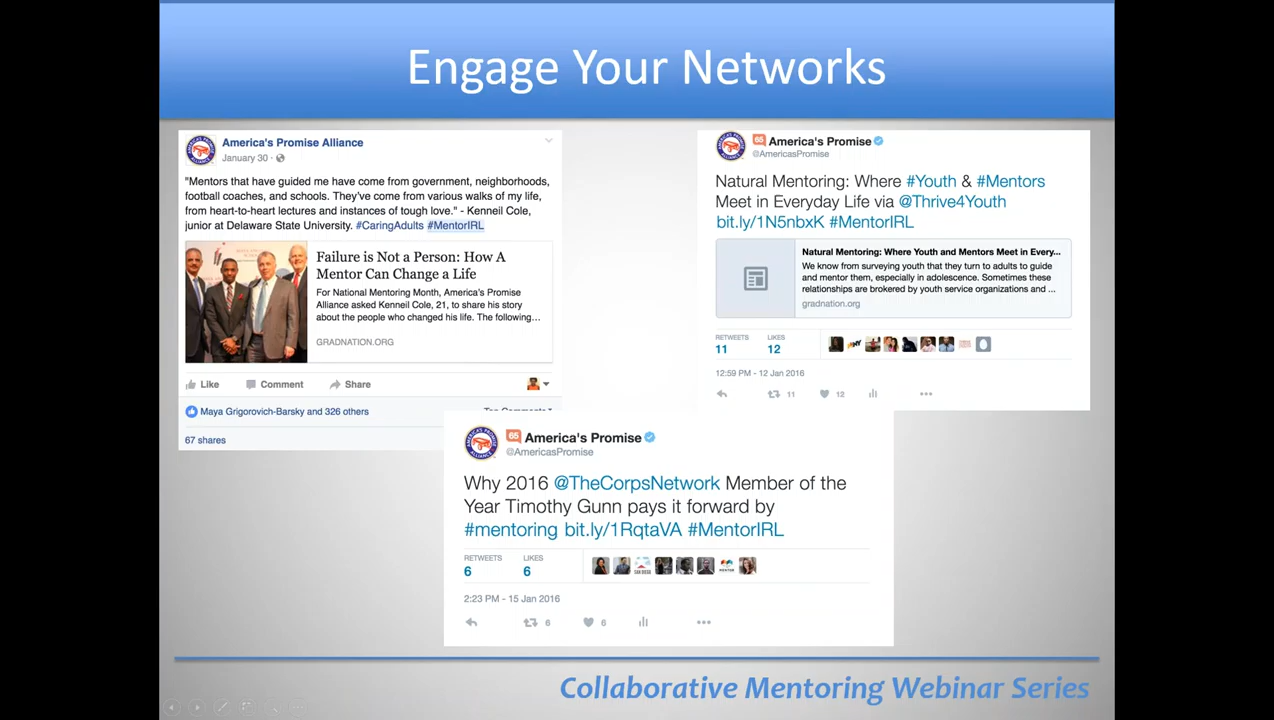 Engage Your Networks
America's Promise Alliance
January 30 ·
"Mentors that have guided me have come from government, neighborhoods,
football coaches, and schools. They've come from various walks of my life,
from heart-to-heart lectures and instances of tough love." - Kenneil Cole,
junior at Delaware State University. #CaringAdults #MentorIRL
Failure is Not a Person: How A
Mentor Can Change a Life
For National Mentoring Month, America's Promise
Alliance asked Kenneil Cole, 21, to share his story
about the people who changed his life. The following...
GRADNATION.ORG
Like Comment Share
Maya Grigorovich-Barsky and 326 others
Top Comments
67 shares
65 America's Promise
@AmericasPromise
Natural Mentoring: Where #Youth & #Mentors
Meet in Everyday Life via @Thrive4Youth
bit.ly/1N5nbxK #MentorIRL
Natural Mentoring: Where Youth and Mentors Meet in Every...
We know from surveying youth that they turn to adults to guide
and mentor them, especially in adolescence. Sometimes these
relationships are brokered by youth service organizations and ...
gradnation.org
RETWEETS LIKES
11 12
12:59 PM - 12 Jan 2016
11 12
65 America's Promise
@AmericasPromise
Why 2016 @TheCorpsNetwork Member of the
Year Timothy Gunn pays it forward by
#mentoring bit.ly/1RqtaVA #MentorIRL
RETWEETS LIKES
6 6
2:23 PM - 15 Jan 2016
6 6
Collaborative Mentoring Webinar Series